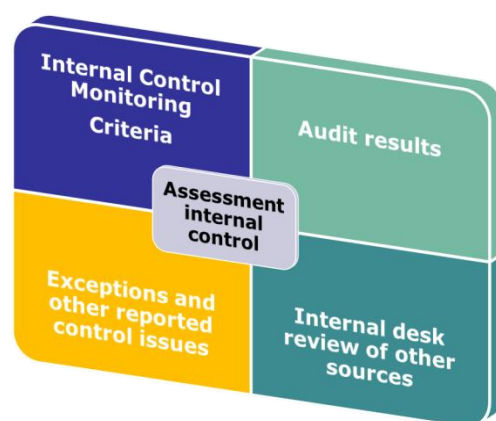 Internal Control
Monitoring
Criteria
Audit results
Assessment
internal
control
Exceptions and
other reported
control issues
Internal desk
review of other
sources